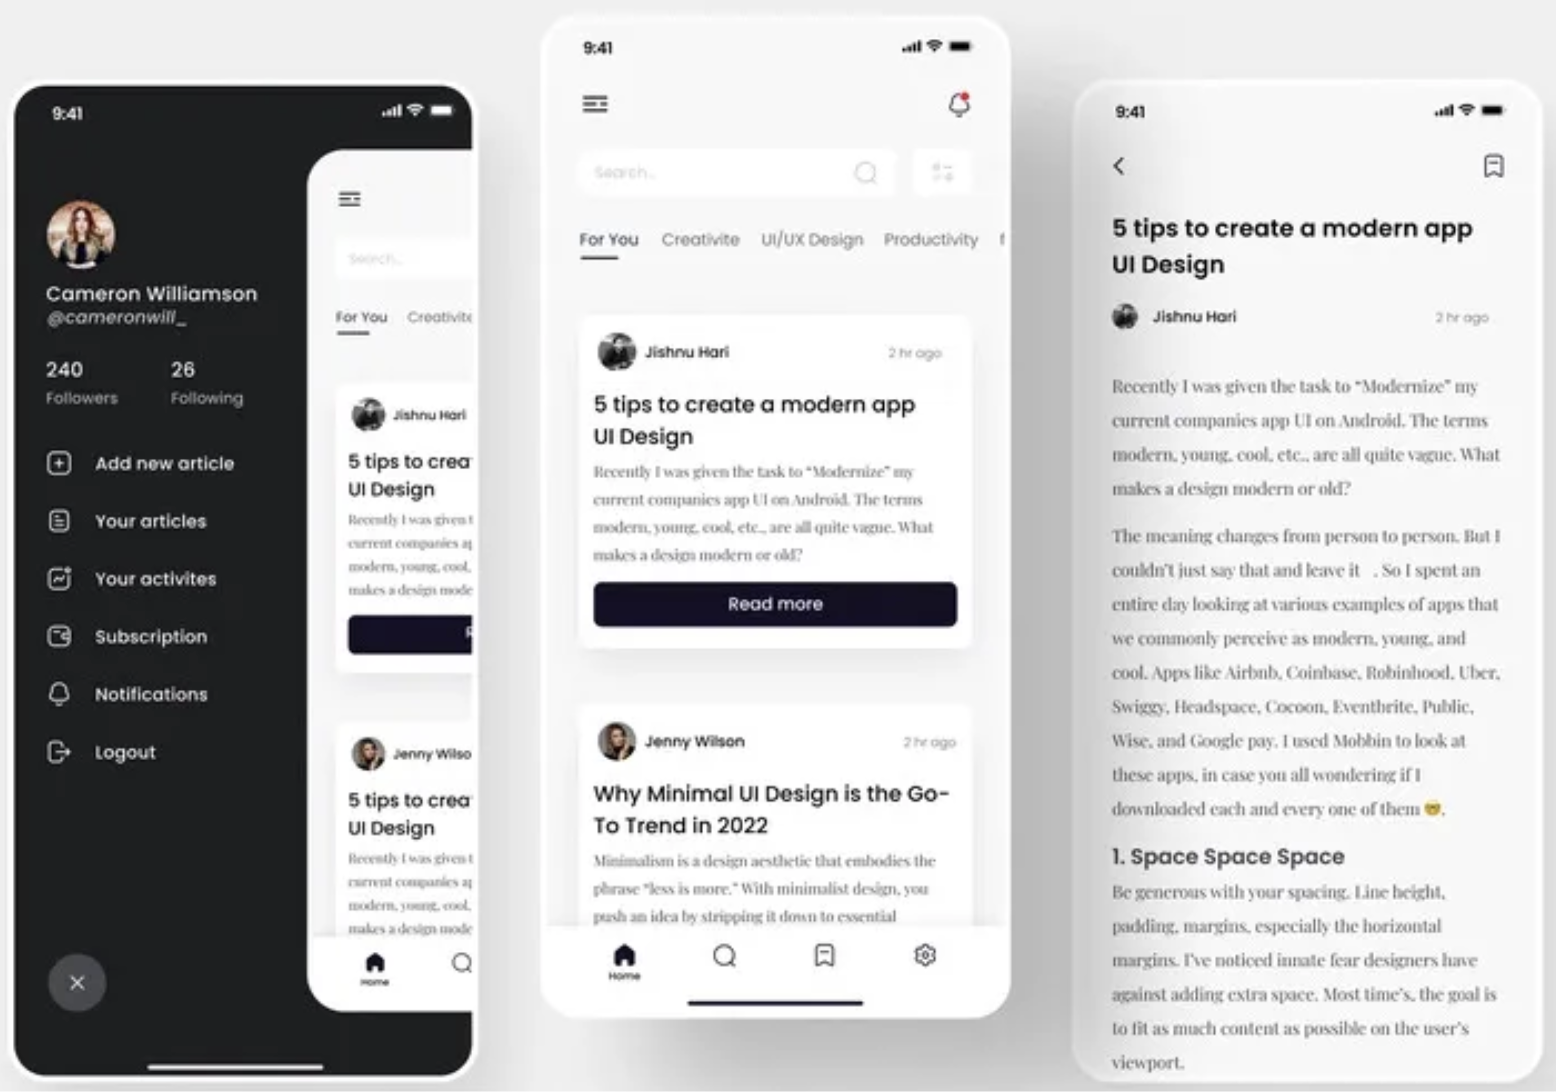 9:41
Cameron Williamson
@cameronwill_
240
26
Followers
Following
Add new article
Your articles
Your activites
Subscription
Notifications
Logout
Search..
For You
Creativite
Jishnu Hari
5 tips to crea
UI Design
Recently I was given t
current companies ap
modern, young, cool,
makes a design mode
R
Jenny Wilso
5 tips to crea
UI Design
Recently I was given t
current companies ap
modern, young, cool,
makes a design mode
Home
9:41
Search..
For You
Creativite
UI/UX Design
Productivity
Jishnu Hari
2 hr ago
5 tips to create a modern app
UI Design
Recently I was given the task to “Modernize” my
current companies app UI on Android. The terms
modern, young, cool, etc., are all quite vague. What
makes a design modern or old?
Read more
Jenny Wilson
2 hr ago
Why Minimal UI Design is the Go-
To Trend in 2022
Minimalism is a design aesthetic that embodies the
phrase “less is more.” With minimalist design, you
push an idea by stripping it down to essential
Home
9:41
5 tips to create a modern app
UI Design
Jishnu Hari
2 hr ago
Recently I was given the task to “Modernize” my
current companies app UI on Android. The terms
modern, young, cool, etc., are all quite vague. What
makes a design modern or old?
The meaning changes from person to person. But I
couldn’t just say that and leave it . So I spent an
entire day looking at various examples of apps that
we commonly perceive as modern, young, and
cool. Apps like Airbnb, Coinbase, Robinhood, Uber,
Swiggy, Headspace, Cocoon, Eventbrite, Public,
Wise, and Google pay. I used Mobbin to look at
these apps, in case you all wondering if I
downloaded each and every one of them 🤓.
1. Space Space Space
Be generous with your spacing. Line height,
padding, margins, especially the horizontal
margins. I’ve noticed innate fear designers have
against adding extra space. Most time’s, the goal is
to fit as much content as possible on the user’s
viewport.